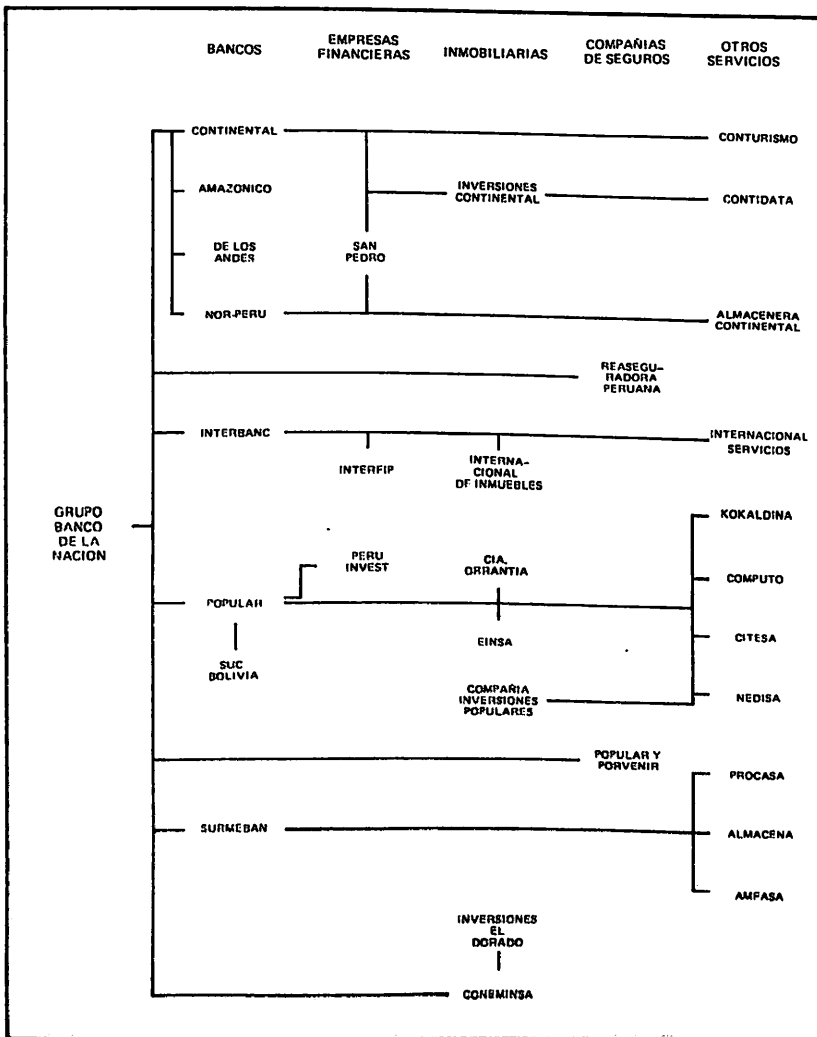 BANCOS
EMPRESAS
FINANCIERAS
INMOBILIARIAS
COMPAÑIAS
DE SEGUROS
OTROS
SERVICIOS
CONTINENTAL
CONTURISMO
AMAZONICO
INVERSIONES
CONTINENTAL
CONTIDATA
DE LOS
ANDES
SAN
PEDRO
NOR-PERU
ALMACENERA
CONTINENTAL
REASEGU-
RADORA
PERUANA
INTERBANC
INTERNACIONAL
SERVICIOS
INTERFIP
INTERNA-
CIONAL
DE INMUEBLES
GRUPO
BANCO
DE LA
NACION
KOKALDINA
PERU
INVEST
CIA.
ORRANTIA
COMPUTO
POPULAR
EINSA
CITESA
SUC
BOLIVIA
COMPAÑIA
INVERSIONES
POPULARES
NEDISA
POPULAR Y
PORVENIR
PROCASA
SURMEBAN
ALMACENA
AMFASA
INVERSIONES
EL
DORADO
CONEMINSA